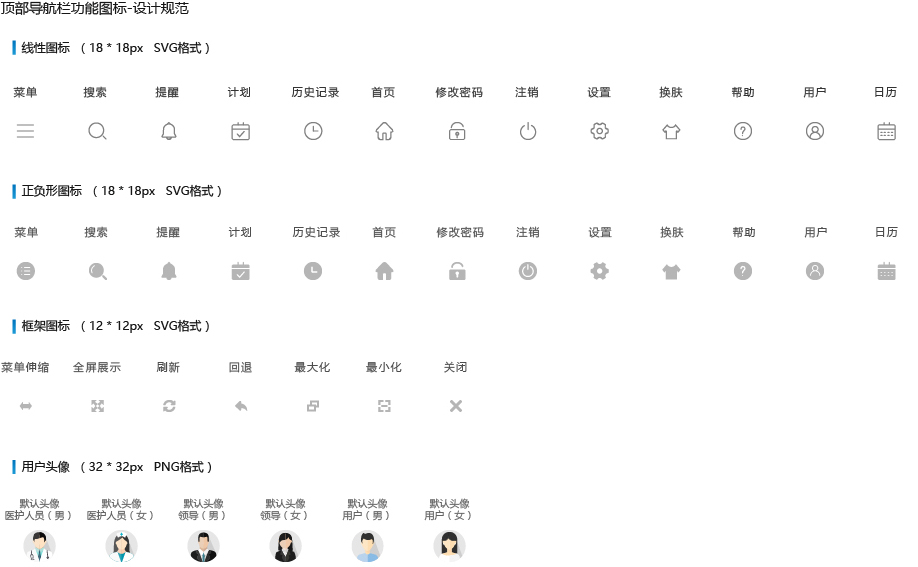 顶部导航栏功能图标-设计规范
线性图标 （18 * 18px SVG格式）
菜单 搜索 提醒 计划 历史记录 首页 修改密码 注销 设置 换肤 帮助 用户 日历
正负形图标 （18 * 18px SVG格式）
菜单 搜索 提醒 计划 历史记录 首页 修改密码 注销 设置 换肤 帮助 用户 日历
框架图标 （12 * 12px SVG格式）
菜单伸缩 全屏展示 刷新 回退 最大化 最小化 关闭
用户头像 （32 * 32px PNG格式）
默认头像 默认头像 默认头像 默认头像 默认头像 默认头像
医护人员（男） 医护人员（女） 领导（男） 领导（女） 用户（男） 用户（女）